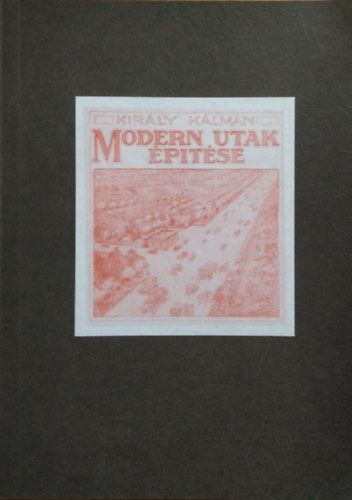 KIRÁLY KÁLMÁN
MODERN UTAK
ÉPITÉSE